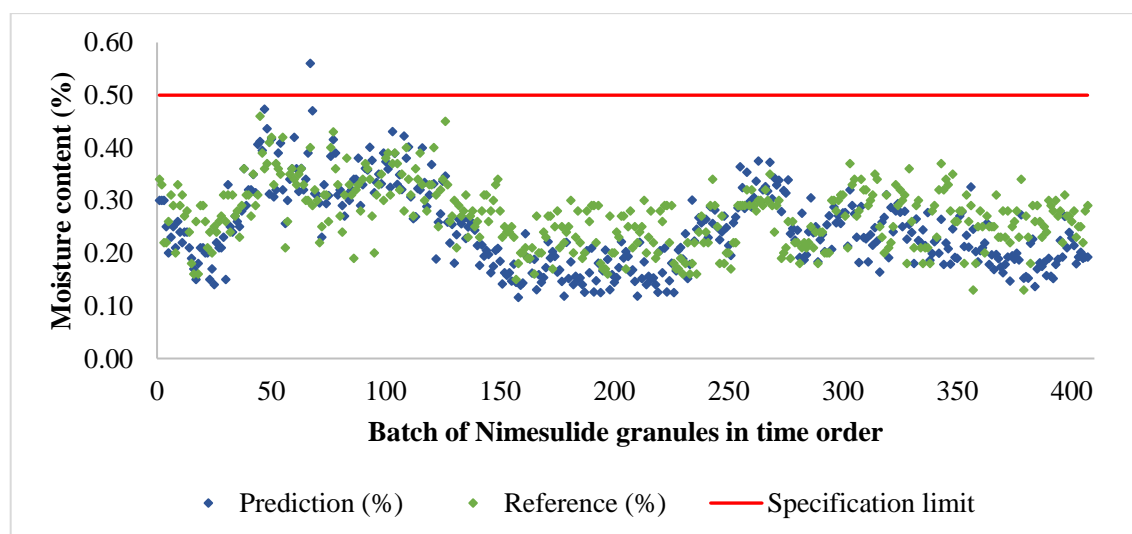 0.60
0.50
0.40
0.30
0.20
0.10
0.00
Moisture content (%)
0 50 100 150 200 250 300 350 400
Batch of Nimesulide granules in time order
Prediction (%) Reference (%) Specification limit